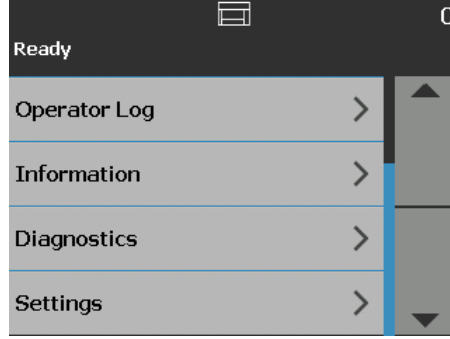 Ready
Operator Log
Information
Diagnostics
Settings